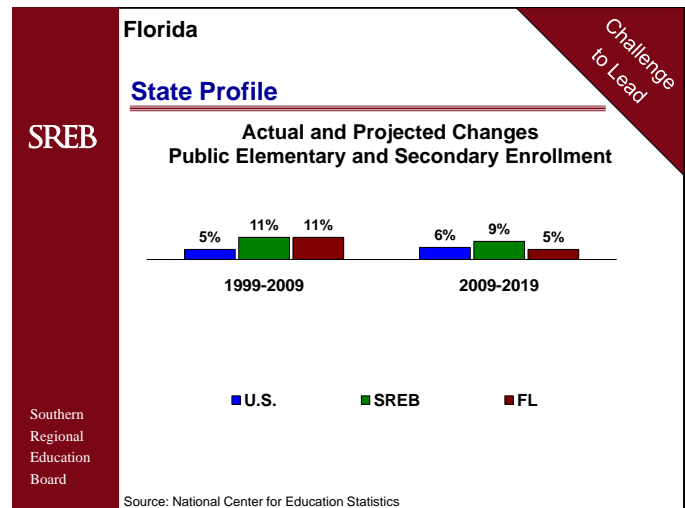 Florida
Challenge
to Lead
State Profile
SREB
Actual and Projected Changes
Public Elementary and Secondary Enrollment
5% 11% 11% 6% 9% 5%
1999-2009 2009-2019
U.S. SREB FL
Southern
Regional
Education
Board
Source: National Center for Education Statistics